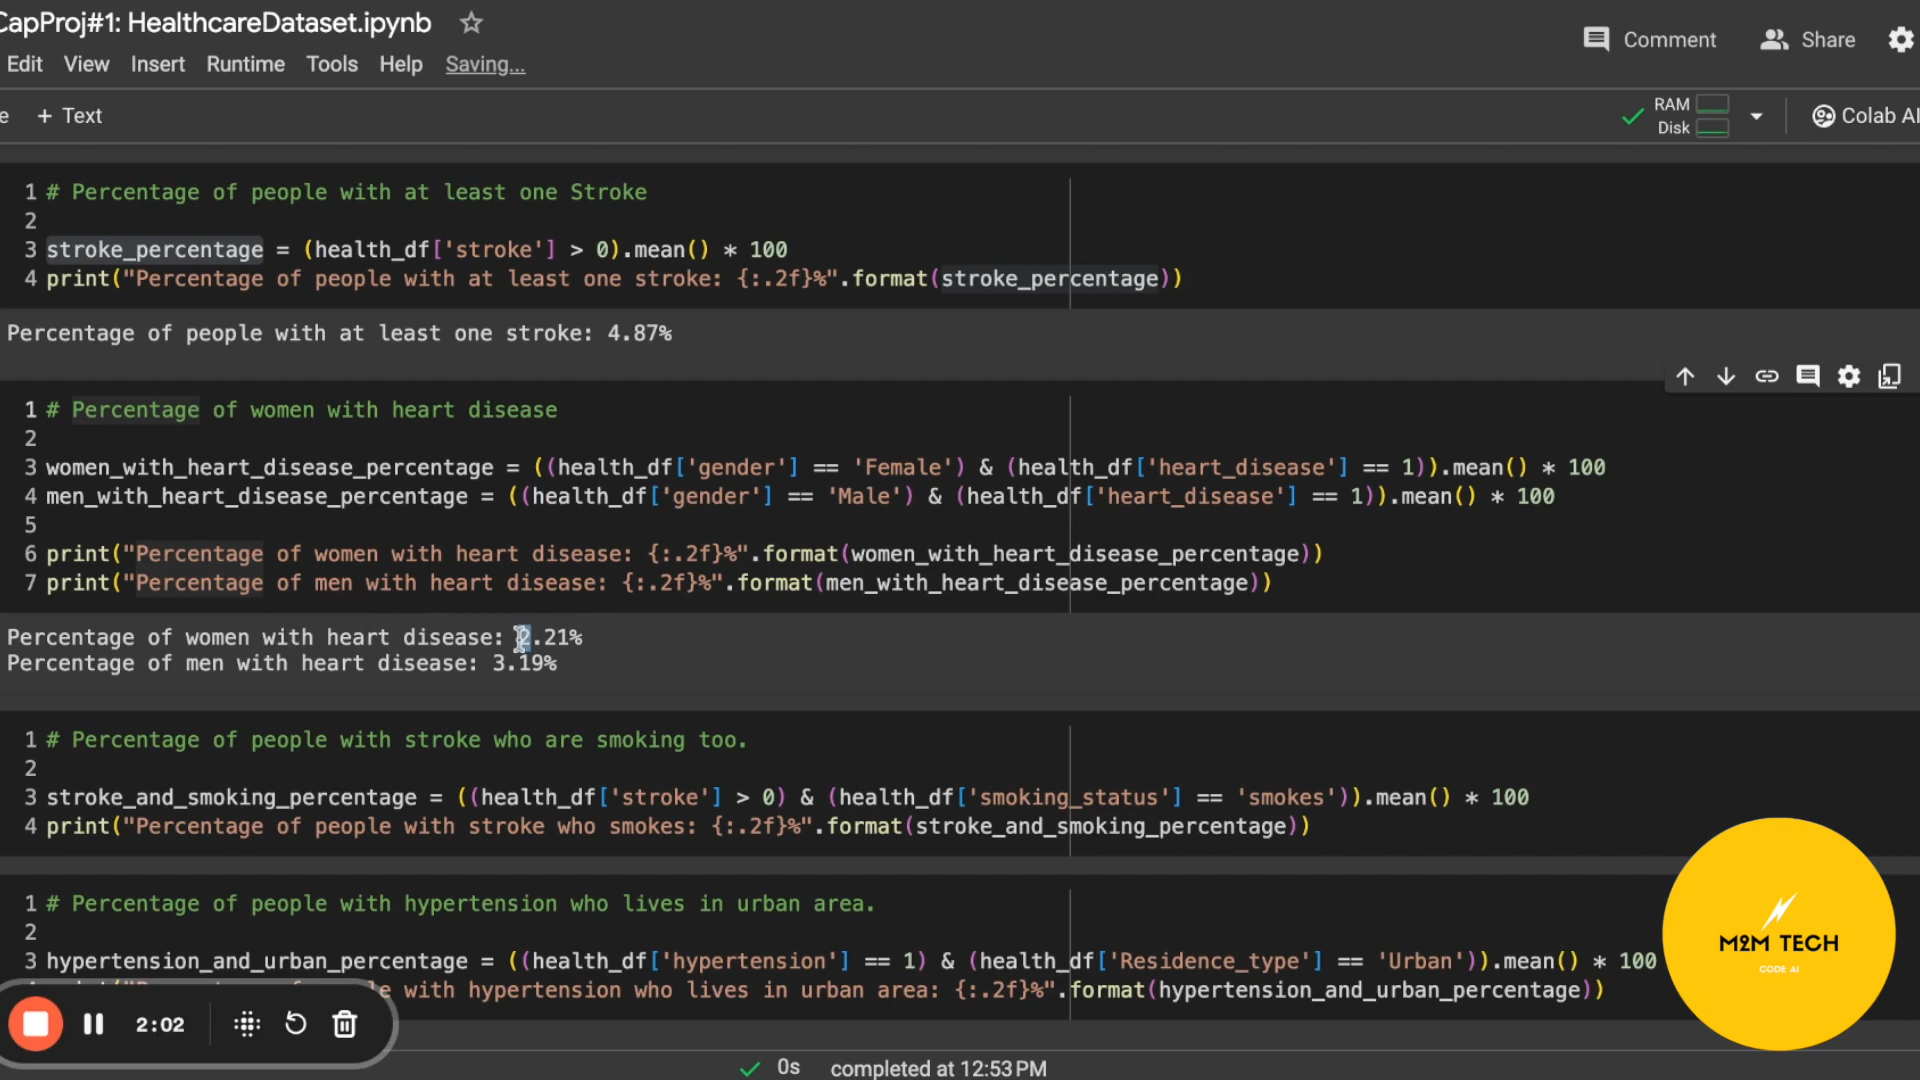 CapProj#1: HealthcareDataset.ipynb
Comment
Share
Edit View Insert Runtime Tools Help Saving...
e + Text
RAM
Disk
Colab AI
1 # Percentage of people with at least one Stroke
2
3 stroke_percentage = (health_df['stroke'] > 0).mean() * 100
4 print("Percentage of people with at least one stroke: {:.2f}%".format(stroke_percentage))
Percentage of people with at least one stroke: 4.87%
1 # Percentage of women with heart disease
2
3 women_with_heart_disease_percentage = ((health_df['gender'] == 'Female') & (health_df['heart_disease'] == 1)).mean() * 100
4 men_with_heart_disease_percentage = ((health_df['gender'] == 'Male') & (health_df['heart_disease'] == 1)).mean() * 100
5
6 print("Percentage of women with heart disease: {:.2f}%".format(women_with_heart_disease_percentage))
7 print("Percentage of men with heart disease: {:.2f}%".format(men_with_heart_disease_percentage))
Percentage of women with heart disease: 2.21%
Percentage of men with heart disease: 3.19%
1 # Percentage of people with stroke who are smoking too.
2
3 stroke_and_smoking_percentage = ((health_df['stroke'] > 0) & (health_df['smoking_status'] == 'smokes')).mean() * 100
4 print("Percentage of people with stroke who smokes: {:.2f}%".format(stroke_and_smoking_percentage))
1 # Percentage of people with hypertension who lives in urban area.
2
3 hypertension_and_urban_percentage = ((health_df['hypertension'] == 1) & (health_df['Residence_type'] == 'Urban')).mean() * 100
with hypertension who lives in urban area: {:.2f}%".format(hypertension_and_urban_percentage))
M2M TECH
CODE AI
2:02
0s completed at 12:53 PM